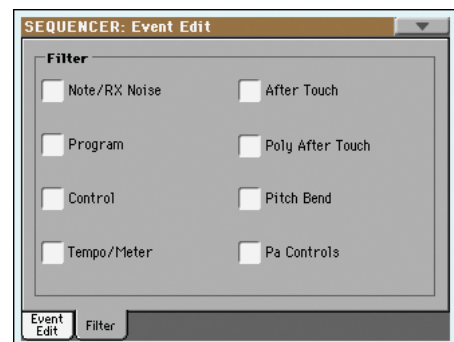 SEQUENCER: Event Edit
Filter
Note/RX Noise
After Touch
Program
Poly After Touch
Control
Pitch Bend
Tempo/Meter
Pa Controls
Event
Edit
Filter